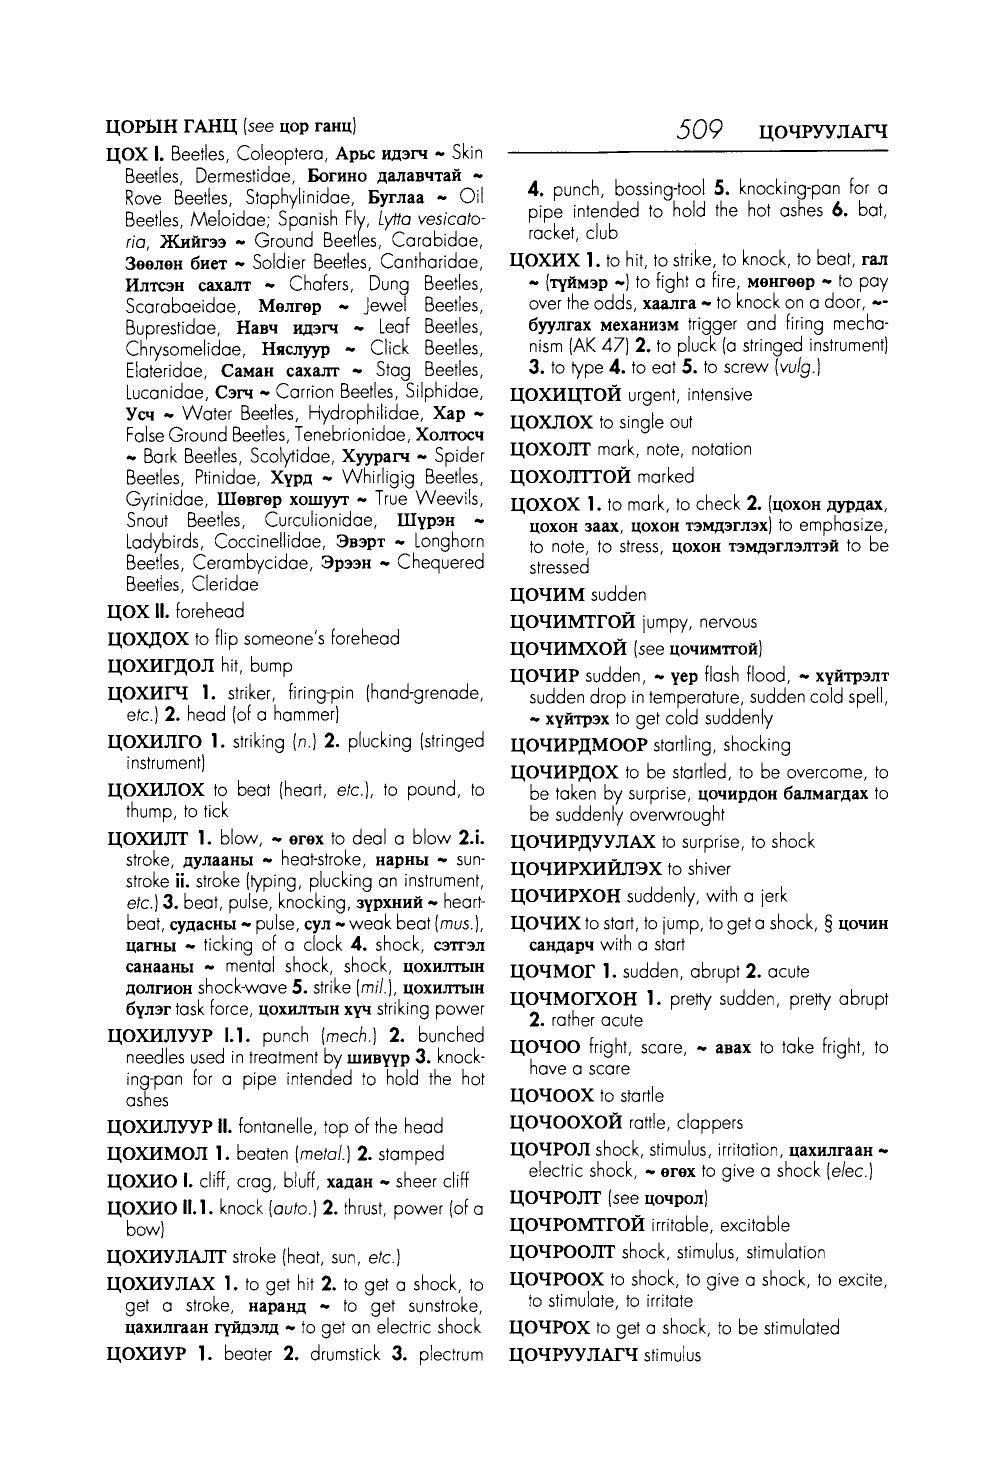 ЦОРЫН ГАНЦ (see цор ганц)
ЦОХ I. Beetles, Coleoptera, Арьс идэгч ~ Skin
Beetles, Dermestidae, Богино далавчтай ~
Rove Beetles, Staphylinidae, Буглаа ~ Oil
Beetles, Meloidae; Spanish Fly, Lytta vesicato-
ria, Жийгээ ~ Ground Beetles, Carabidae,
Зөөлөн биет ~ Soldier Beetles, Cantharidae,
Илтсэн сахалт ~ Chafers, Dung Beetles,
Scarabaeidae, Мөлгөр ~ Jewel Beetles,
Buprestidae, Навч идэгч ~ Leaf Beetles,
Chrysomelidae, Няслуур ~ Click Beetles,
Elateridae, Саман сахалт ~ Stag Beetles,
Lucanidae, Сэгч ~ Carrion Beetles, Silphidae,
Усч ~ Water Beetles, Hydrophilidae, Хар ~
False Ground Beetles, Tenebrionidae, Холтосч
~ Bark Beetles, Scolytidae, Хуурагч ~ Spider
Beetles, Ptinidae, Хүрд ~ Whirligig Beetles,
Gyrinidae, Шөвгөр хошуут ~ True Weevils,
Snout Beetles, Curculionidae, Шүрэн ~
Ladybirds, Coccinellidae, Эвэрт ~ Longhorn
Beetles, Cerambycidae, Эрээн ~ Chequered
Beetles, Cleridae
ЦОХ II. forehead
ЦОХДОХ to flip someone's forehead
ЦОХИГДОЛ hit, bump
ЦОХИГЧ 1. striker, firing-pin (hand-grenade,
etc.) 2. head (of a hammer)
ЦОХИЛГО 1. striking (n.) 2. plucking (stringed
instrument)
ЦОХИЛОХ to beat (heart, etc.), to pound, to
thump, to tick
ЦОХИЛТ 1. blow, ~ өгөх to deal a blow 2.i.
stroke, дулааны ~ heat-stroke, нарны ~ sun-
stroke ii. stroke (typing, plucking an instrument,
etc.) 3. beat, pulse, knocking, зүрхний ~ heart-
beat, судасны ~ pulse, сул ~ weak beat (mus.),
цагны ~ ticking of a clock 4. shock, сэтгэл
санааны ~ mental shock, shock, цохилтын
долгион shock-wave 5. strike (mil.), цохилтын
бүлэг task force, цохилтын хүч striking power
ЦОХИЛУУР I.1. punch (mech.) 2. bunched
needles used in treatment by шивүүр 3. knock-
ing-pan for a pipe intended to hold the hot
ashes
ЦОХИЛУУР II. fontanelle, top of the head
ЦОХИМОЛ 1. beaten (metal.) 2. stamped
ЦОХИО I. cliff, crag, bluff, хадан ~ sheer cliff
ЦОХИО II.1. knock (auto.) 2. thrust, power (of a
bow)
ЦОХИУЛАЛТ stroke (heat, sun, etc.)
ЦОХИУЛАХ 1. to get hit 2. to get a shock, to
get a stroke, наранд ~ to get sunstroke,
цахилгаан гүйдэлд ~ to get an electric shock
ЦОХИУР 1. beater 2. drumstick 3. plectrum
509 ЦОЧРУУЛАГЧ
4. punch, bossing-tool 5. knocking-pan for a
pipe intended to hold the hot ashes 6. bat,
racket, club
ЦОХИХ 1. to hit, to strike, to knock, to beat, гал
~ (түймэр ~) to fight a fire, мөнгөөр ~ to pay
over the odds, хаалга ~ to knock on a door, ~-
буулгах механизм trigger and firing mecha-
nism (AK 47) 2. to pluck (a stringed instrument)
3. to type 4. to eat 5. to screw (vulg.)
ЦОХИЦТОЙ urgent, intensive
ЦОХЛОХ to single out
ЦОХОЛТ mark, note, notation
ЦОХОЛТТОЙ marked
ЦОХОХ 1. to mark, to check 2. (цохон дурдах,
цохон заах, цохон тэмдэглэх) to emphasize,
to note, to stress, цохон тэмдэглэлтэй to be
stressed
ЦОЧИМ sudden
ЦОЧИМТГОЙ jumpy, nervous
ЦОЧИМХОЙ (see цочимтгой)
ЦОЧИР sudden, ~ үер flash flood, ~ хүйтрэлт
sudden drop in temperature, sudden cold spell,
~ хүйтрэх to get cold suddenly
ЦОЧИРДМООР startling, shocking
ЦОЧИРДОХ to be startled, to be overcome, to
be taken by surprise, цочирдон балмагдах to
be suddenly overwrought
ЦОЧИРДУУЛАХ to surprise, to shock
ЦОЧИРХИЙЛЭХ to shiver
ЦОЧИРХОН suddenly, with a jerk
ЦОЧИХ to start, to jump, to get a shock, § цочин
сандарч with a start
ЦОЧМОГ 1. sudden, abrupt 2. acute
ЦОЧМОГХОН 1. pretty sudden, pretty abrupt
2. rather acute
ЦОЧОО fright, scare, ~ авах to take fright, to
have a scare
ЦОЧООХ to startle
ЦОЧООХОЙ rattle, clappers
ЦОЧРОЛ shock, stimulus, irritation, цахилгаан ~
electric shock, ~ өгөх to give a shock (elec.)
ЦОЧРОЛТ (see цочрол)
ЦОЧРОМТГОЙ irritable, excitable
ЦОЧРООЛТ shock, stimulus, stimulation
ЦОЧРООХ to shock, to give a shock, to excite,
to stimulate, to irritate
ЦОЧРОХ to get a shock, to be stimulated
ЦОЧРУУЛАГЧ stimulus